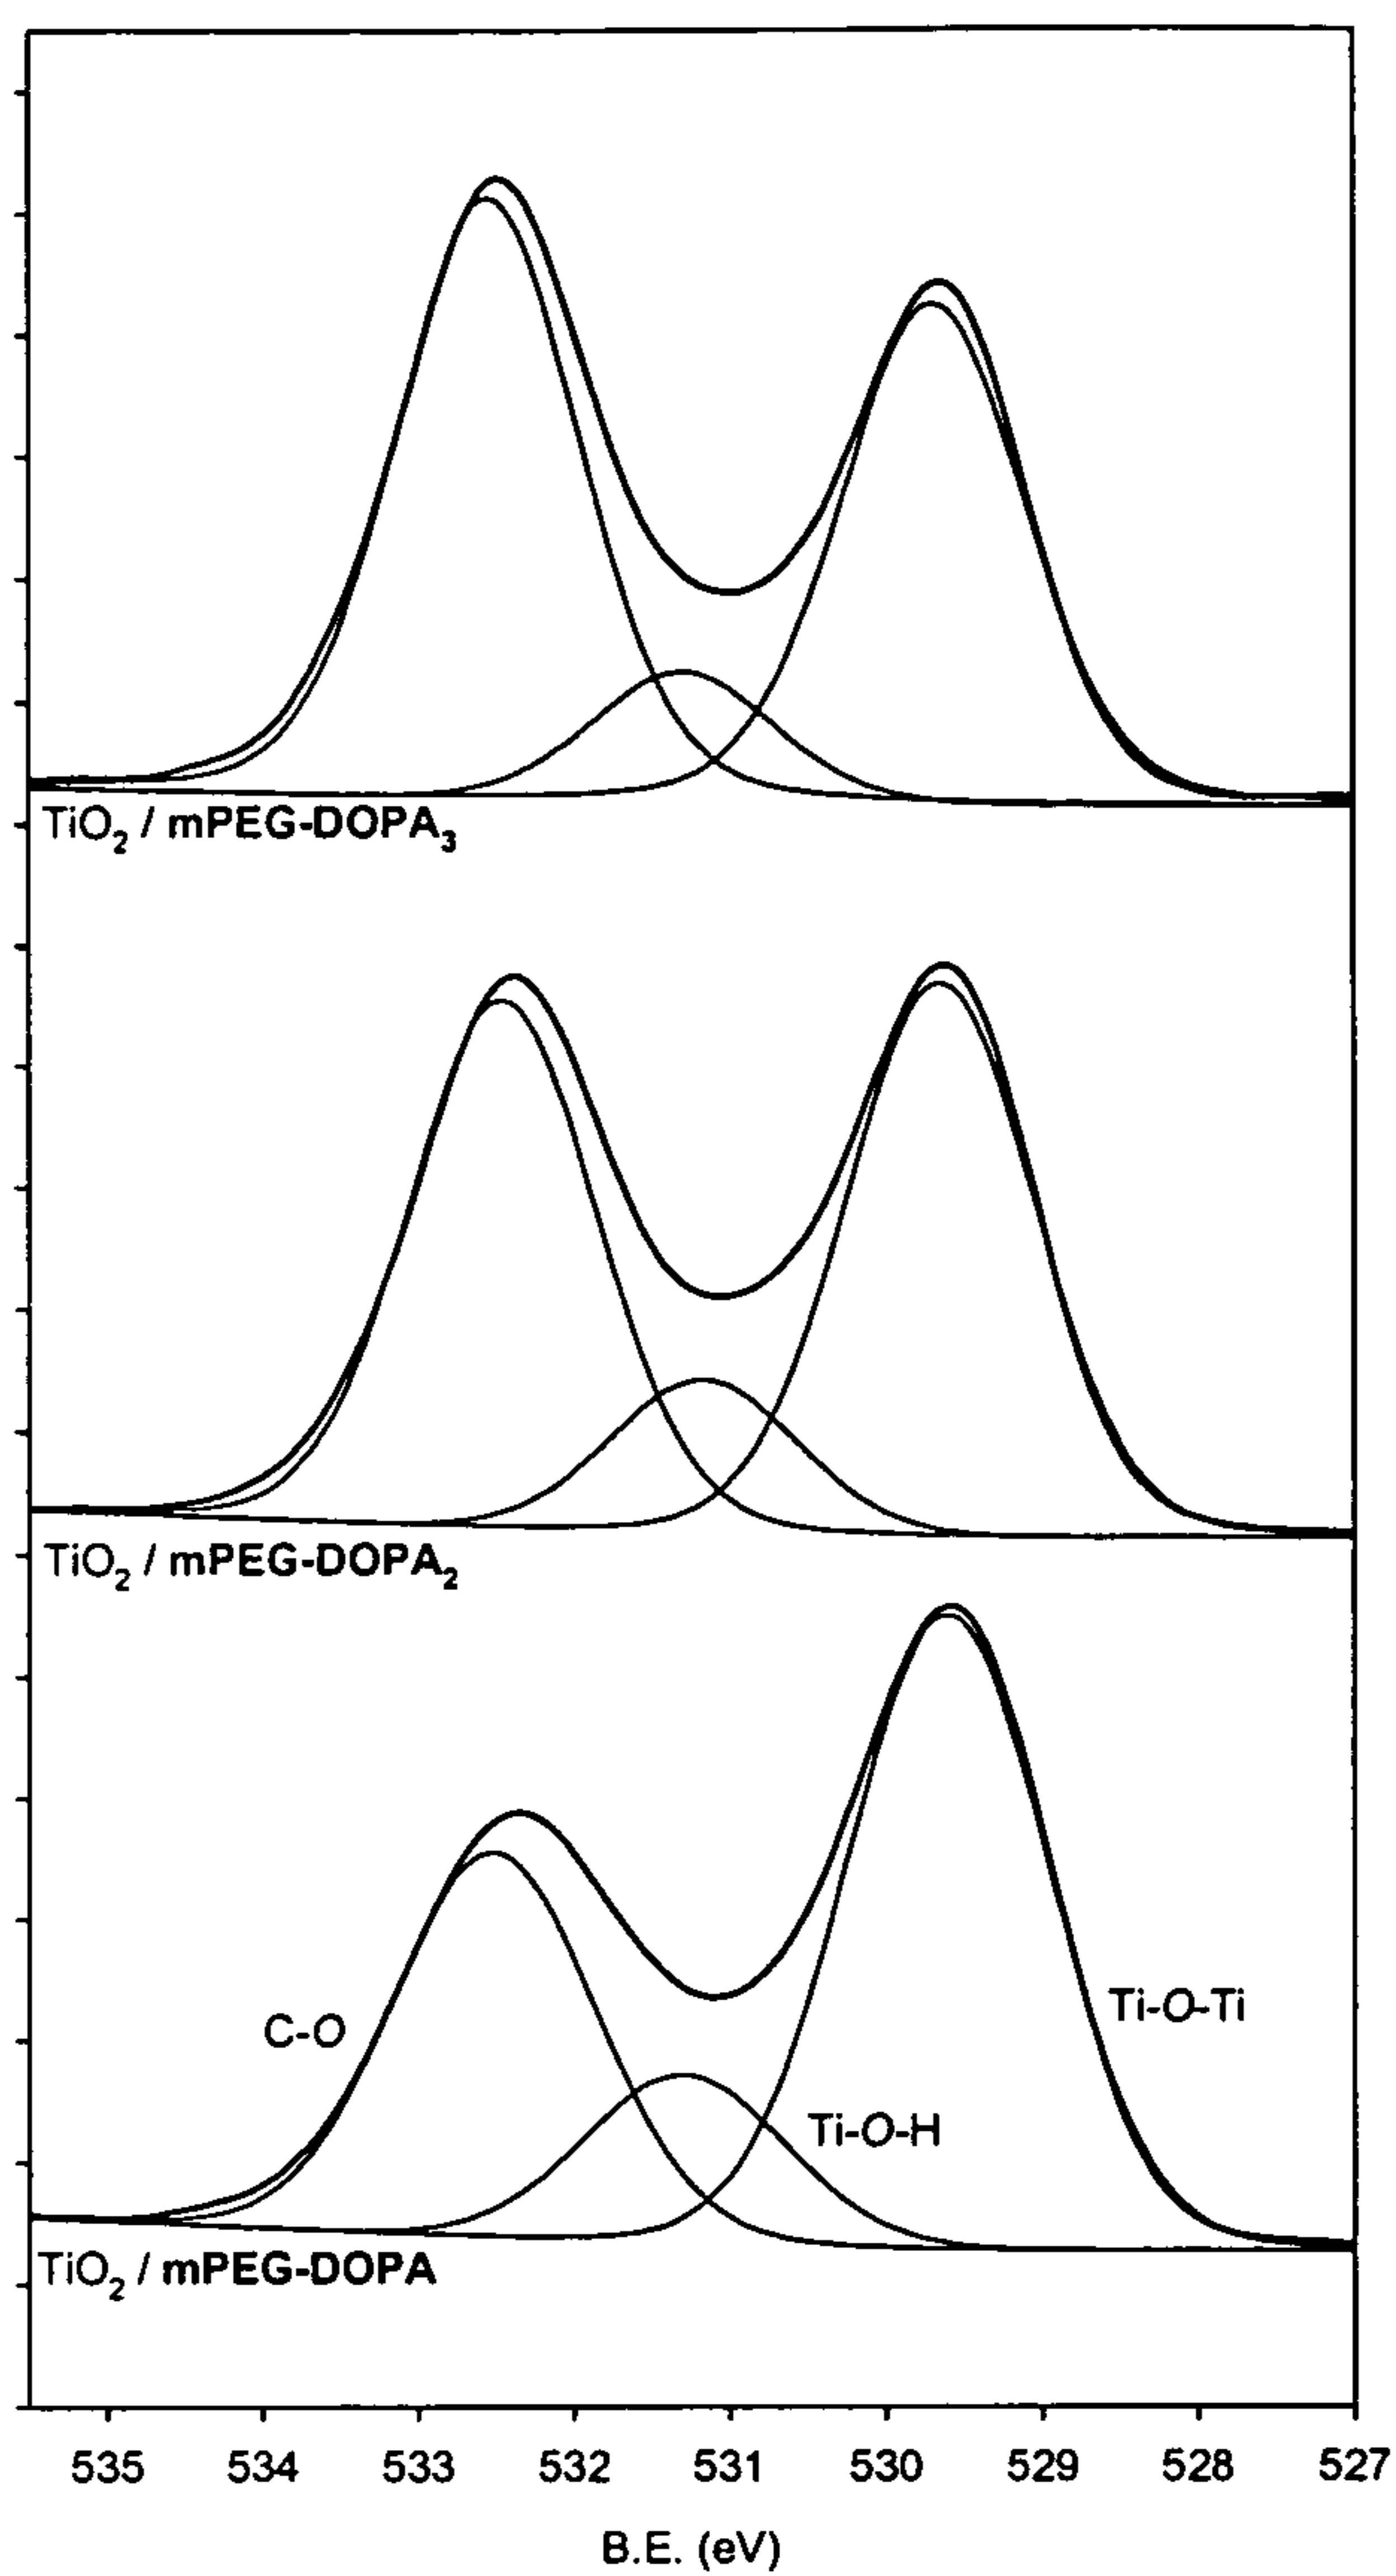 TiO₂ / mPEG-DOPA₃
TiO₂ / mPEG-DOPA₂
C-O
Ti-O-Ti
Ti-O-H
TiO₂ / mPEG-DOPA
535 534 533 532 531 530 529 528 527
B.E. (eV)